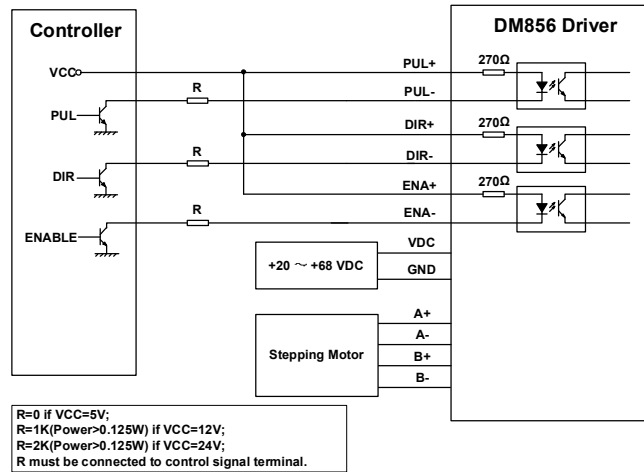 Controller
DM856 Driver
VCC
PUL
DIR
ENABLE
R
R
R
PUL+
PUL-
DIR+
DIR-
ENA+
ENA-
VDC
GND
270Ω
270Ω
270Ω
+20 ～ +68 VDC
Stepping Motor
A+
A-
B+
B-
R=0 if VCC=5V;
R=1K(Power>0.125W) if VCC=12V;
R=2K(Power>0.125W) if VCC=24V;
R must be connected to control signal terminal.